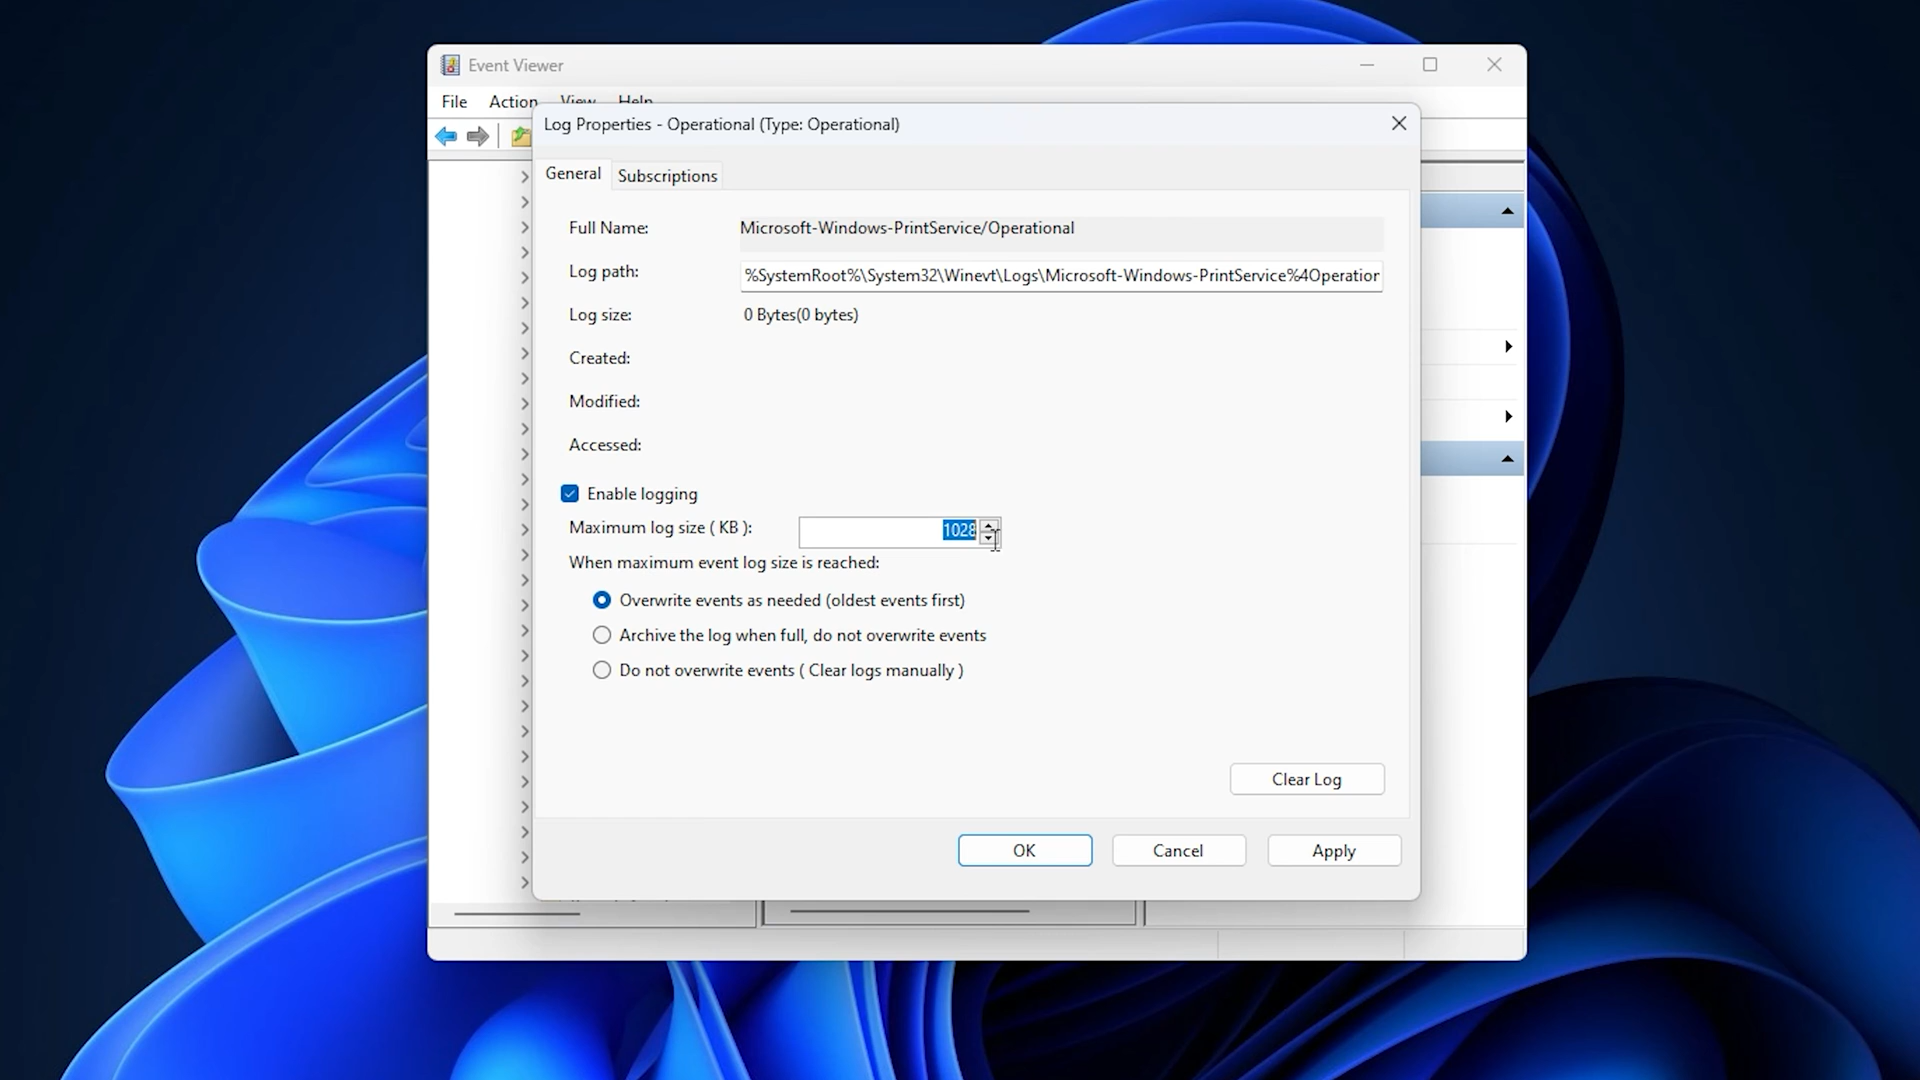 Event Viewer
File Action View Help
Log Properties - Operational (Type: Operational)
General Subscriptions
Full Name: Microsoft-Windows-PrintService/Operational
Log path: %SystemRoot%\System32\Winevt\Logs\Microsoft-Windows-PrintService%4Operation
Log size: 0 Bytes(0 bytes)
Created:
Modified:
Accessed:
Enable logging
Maximum log size ( KB ): 1028
When maximum event log size is reached:
Overwrite events as needed (oldest events first)
Archive the log when full, do not overwrite events
Do not overwrite events ( Clear logs manually )
Clear Log
OK Cancel Apply